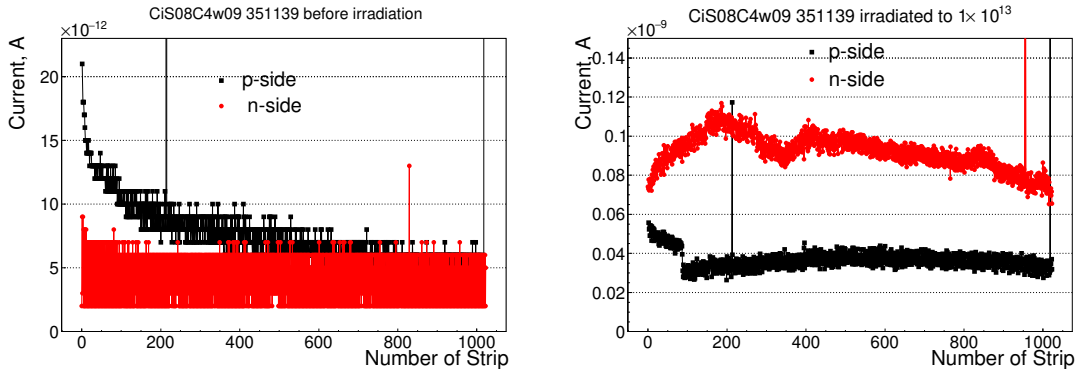 CiS08C4w09 351139 before irradiation
×10⁻¹²
Current, A
20
15
10
5
0
p-side
n-side
0 200 400 600 800 1000
Number of Strip
CiS08C4w09 351139 irradiated to 1× 10¹³
×10⁻⁹
Current, A
0.14
0.12
0.1
0.08
0.06
0.04
0.02
0
p-side
n-side
0 200 400 600 800 1000
Number of Strip